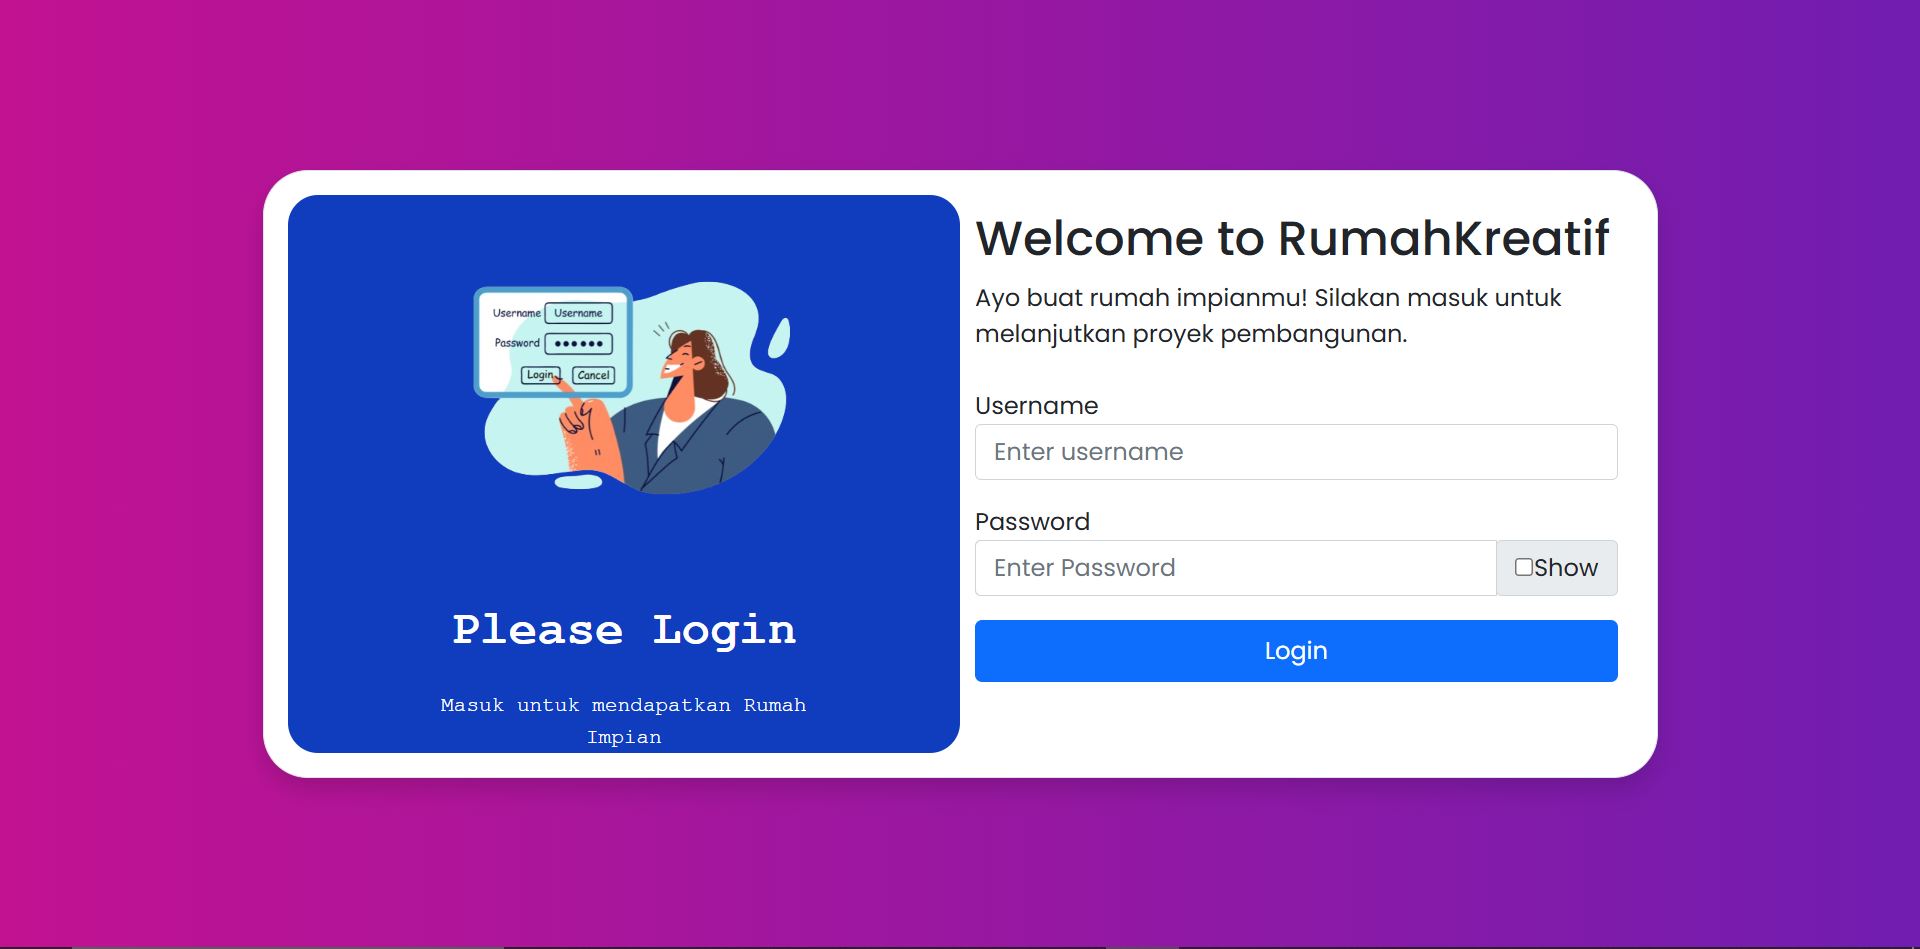 Username Username
Password ●●●●●●
Login Cancel
Please Login
Masuk untuk mendapatkan Rumah
Impian
Welcome to RumahKreatif
Ayo buat rumah impianmu! Silakan masuk untuk
melanjutkan proyek pembangunan.
Username
Enter username
Password
Enter Password Show
Login